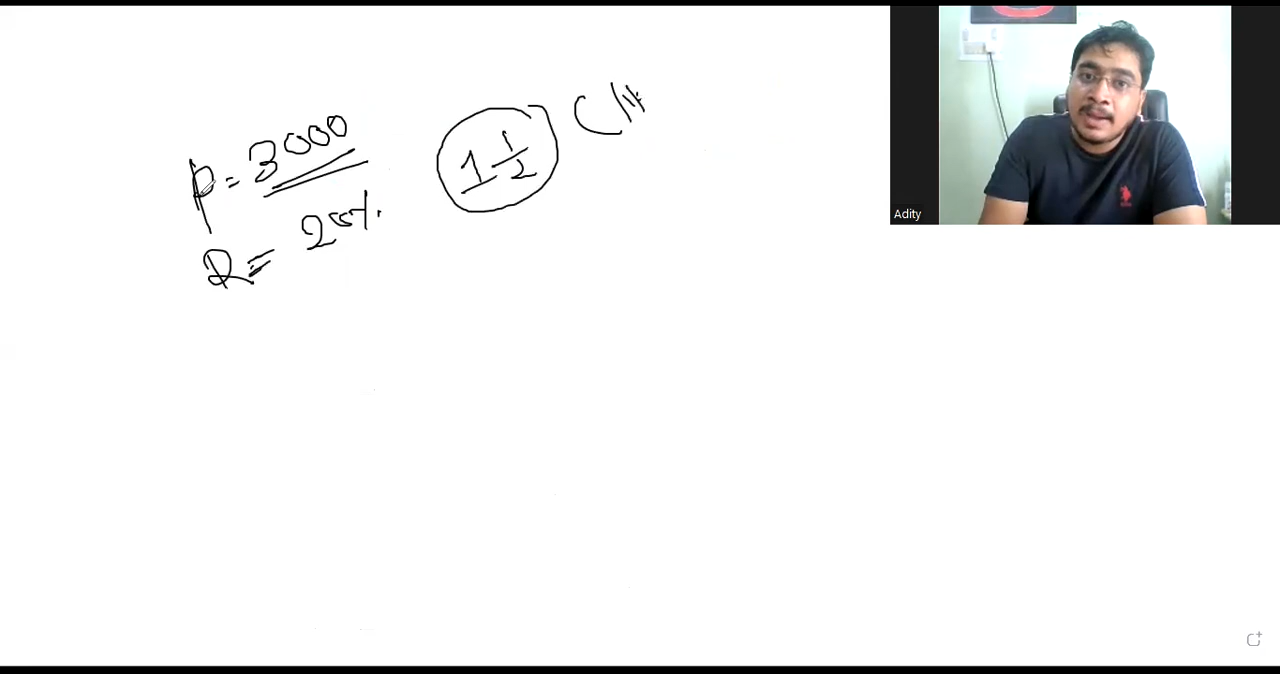 P = 3000
1 1/2
R = 20%
Adity